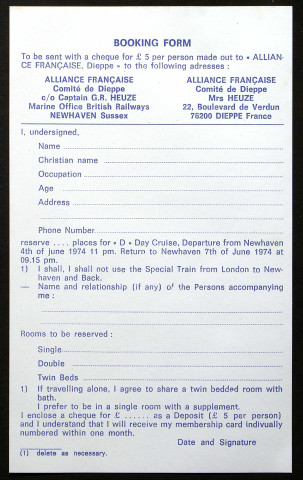 BOOKING FORM
To be sent with a cheque for £ 5 per person made out to « ALLIAN-
CE FRANÇAISE, Dieppe » to the following adresses :
ALLIANCE FRANÇAISE
Comité de Dieppe
c/o Captain G.R. HEUZE
Marine Office British Railways
NEWHAVEN Sussex
ALLIANCE FRANÇAISE
Comité de Dieppe
Mrs HEUZE
22, Boulevard de Verdun
76200 DIEPPE France
I, undersigned,
Name
Christian name
Occupation
Age
Address
Phone Number
reserve .... places for « D » Day Cruise, Departure from Newhaven
4th of june 1974 11 pm. Return to Newhaven 7th of June 1974 at
09.15 pm.
1) I shall, I shall not use the Special Train from London to New-
haven and Back.
— Name and relationship (if any) of the Persons accompanying
me :
Rooms to be reserved :
Single
Double
Twin Beds
1) If travelling alone, I agree to share a twin bedded room with
bath.
I prefer to be in a single room with a supplement.
I enclose a cheque for £ ...... as a Deposit (£ 5 per person)
and I understand that I will receive my membership card indivually
numbered within one month.
Date and Signature
(1) delete as necessary.